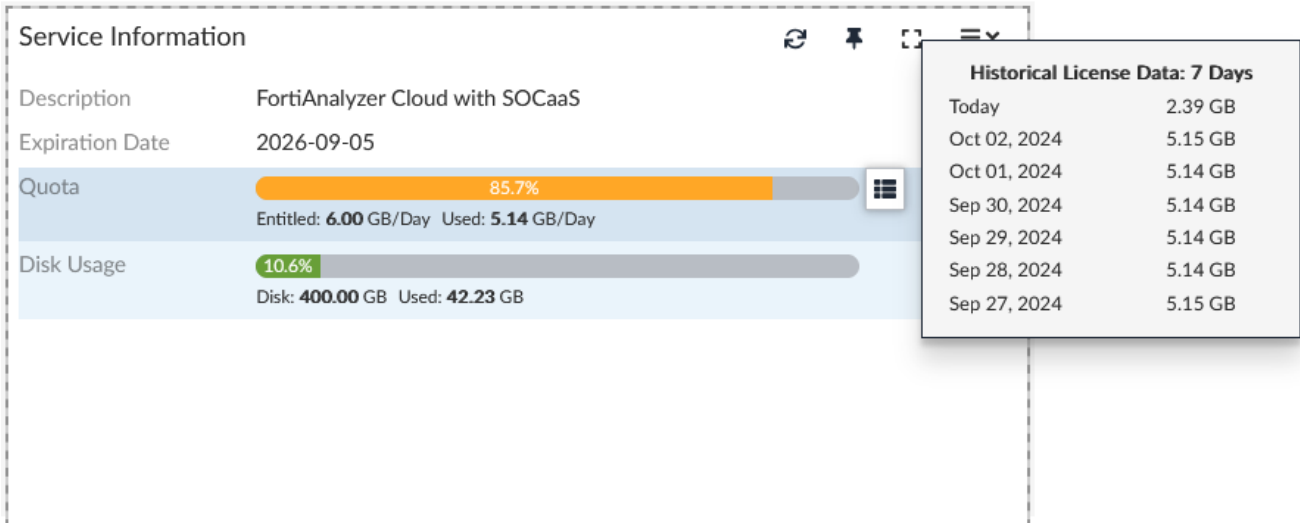 Service Information
Description FortiAnalyzer Cloud with SOCaaS
Expiration Date 2026-09-05
Quota 85.7%
Entitled: 6.00 GB/Day Used: 5.14 GB/Day
Disk Usage 10.6%
Disk: 400.00 GB Used: 42.23 GB
Historical License Data: 7 Days
Today 2.39 GB
Oct 02, 2024 5.15 GB
Oct 01, 2024 5.14 GB
Sep 30, 2024 5.14 GB
Sep 29, 2024 5.14 GB
Sep 28, 2024 5.14 GB
Sep 27, 2024 5.15 GB